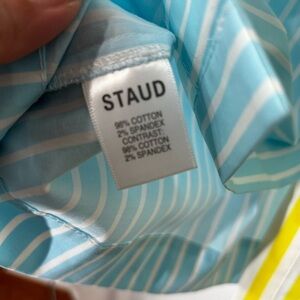 STAUD
98% COTTON
2% SPANDEX
CONTRAST:
98% COTTON
2% SPANDEX